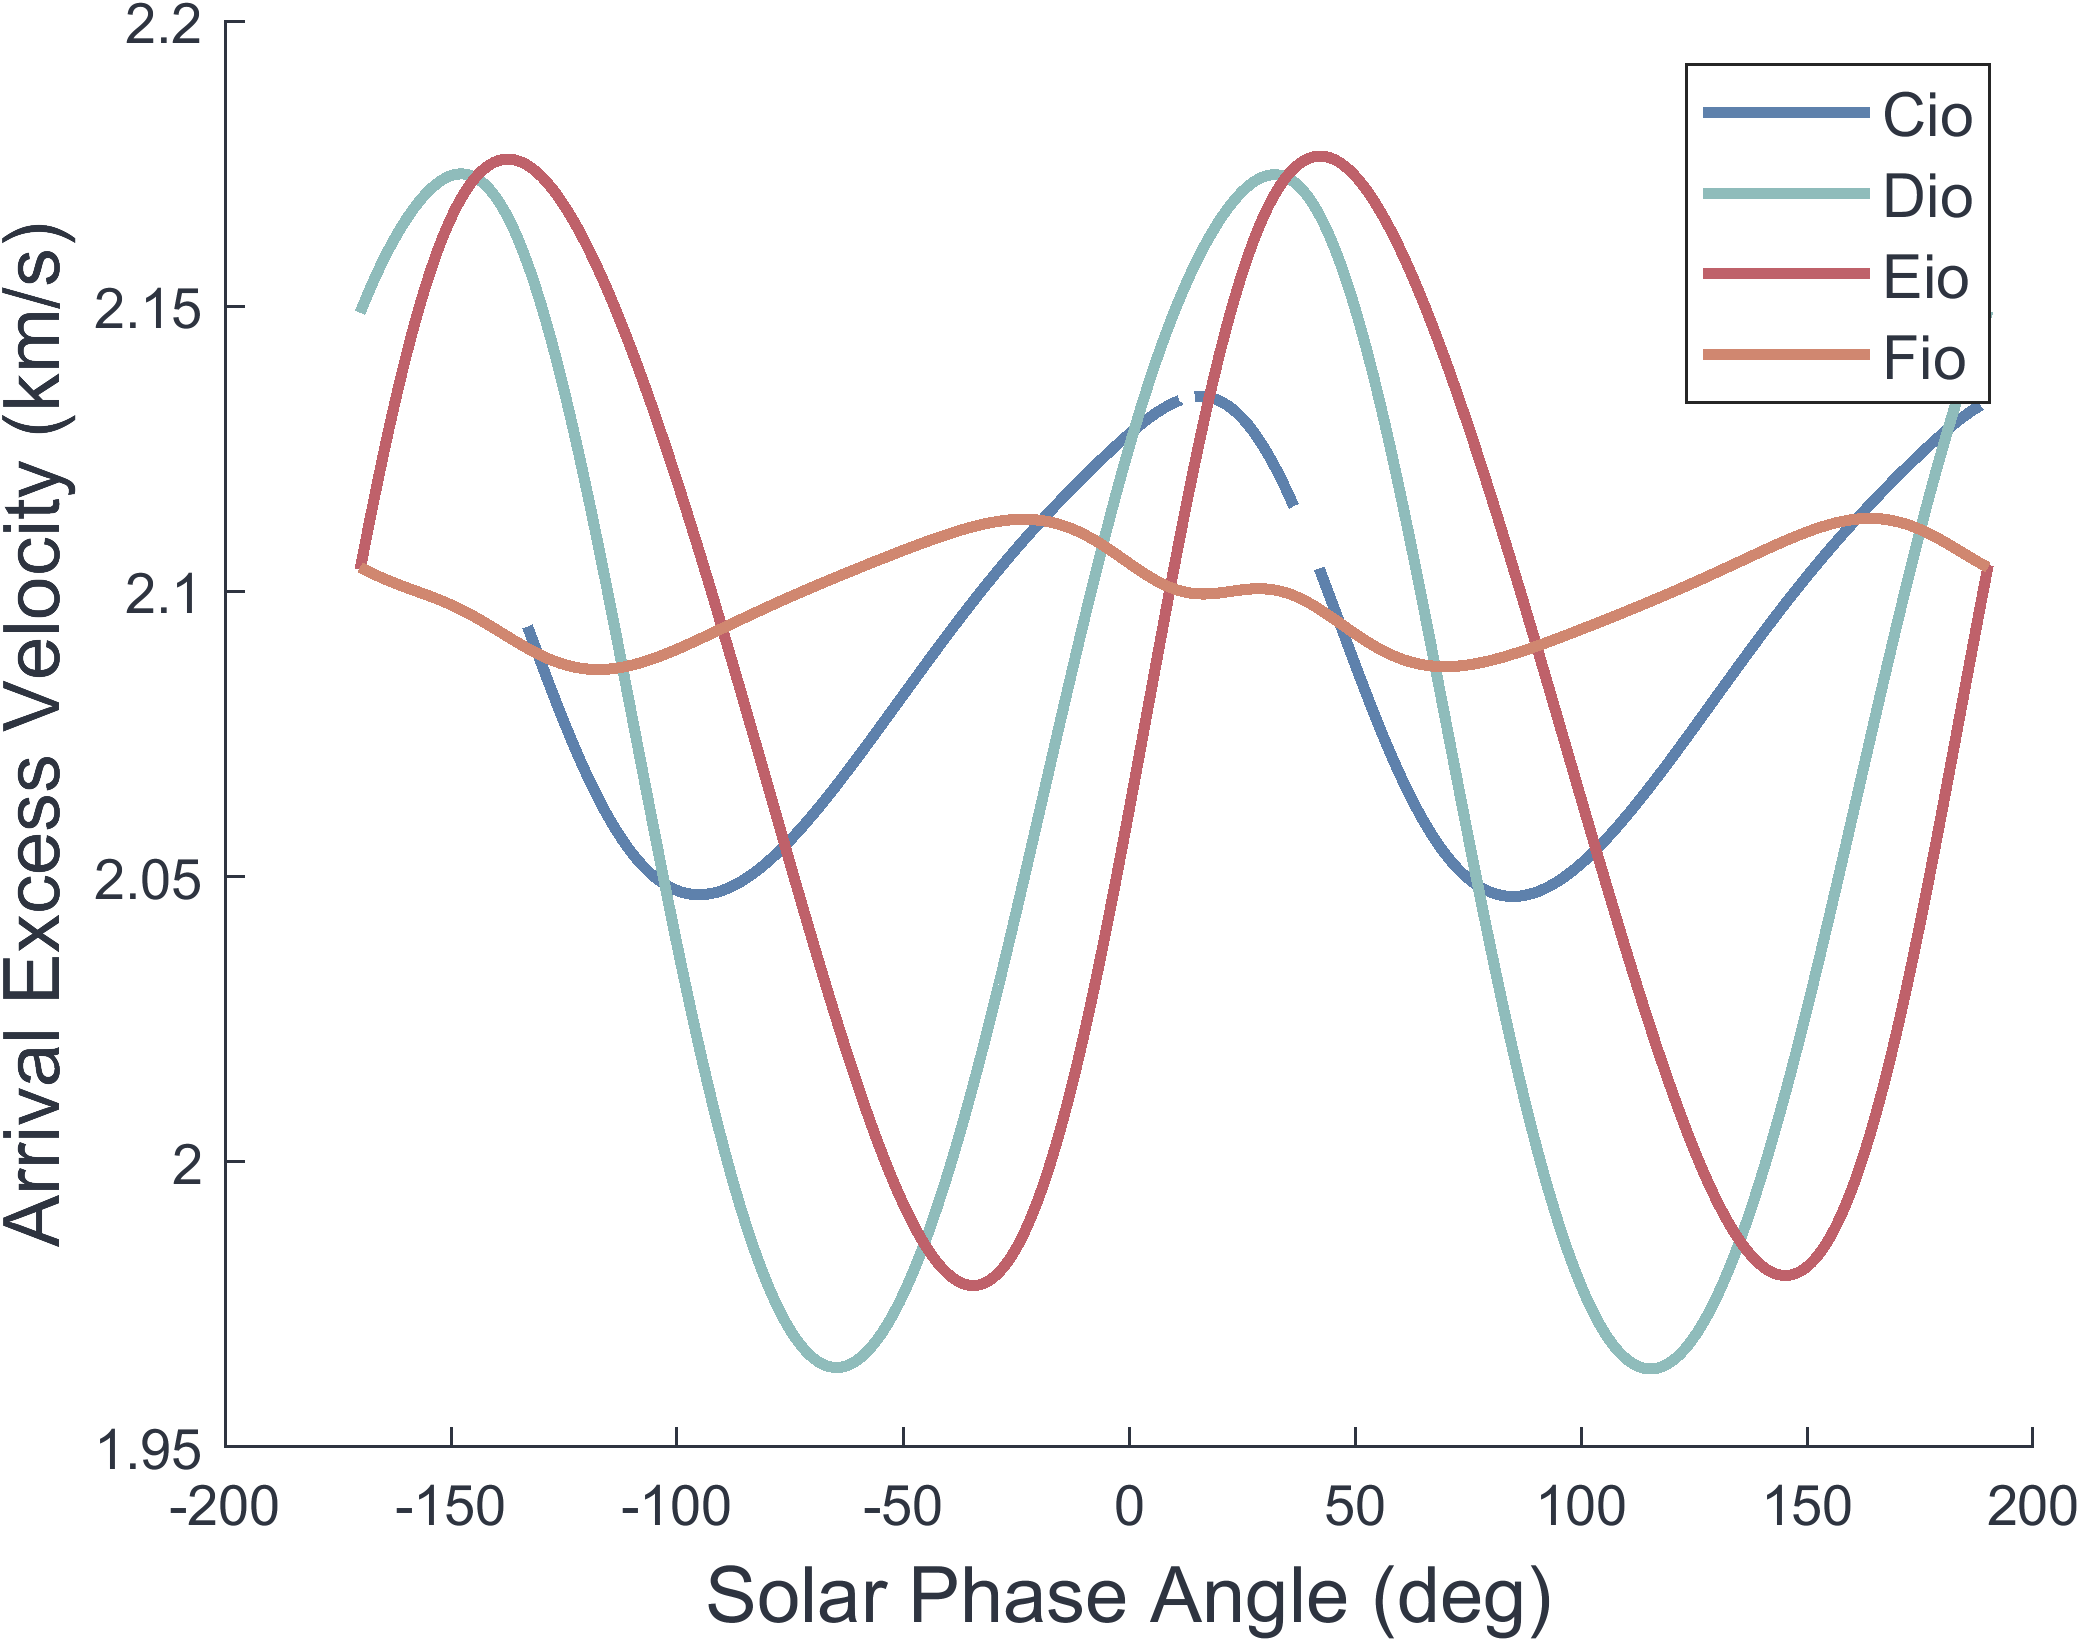 Arrival Excess Velocity (km/s)
2.2
2.15
2.1
2.05
2
1.95
-200 -150 -100 -50 0 50 100 150 200
Solar Phase Angle (deg)
Cio
Dio
Eio
Fio